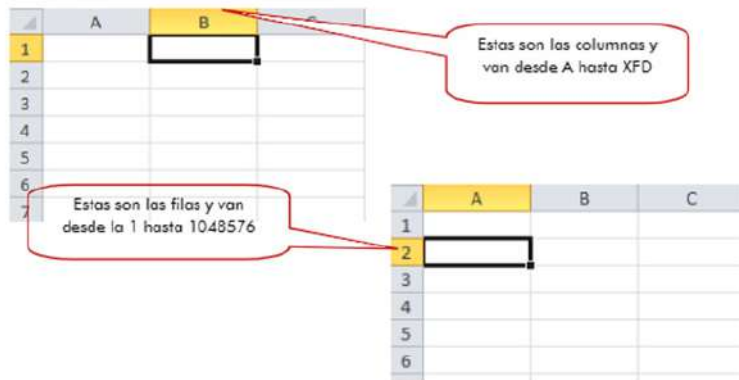 A B
1
2
3
4
5
6
7
Estas son las columnas y
van desde A hasta XFD
Estas son las filas y van
desde la 1 hasta 1048576
A B C
1
2
3
4
5
6